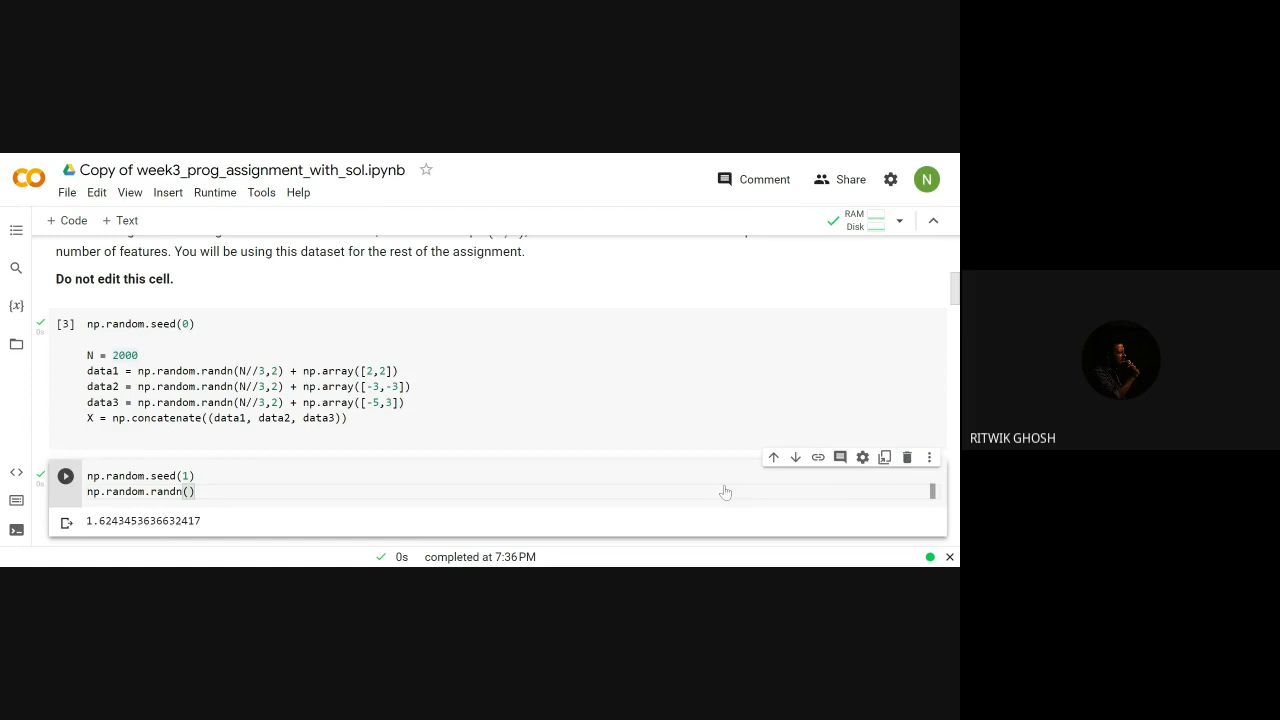 Copy of week3_prog_assignment_with_sol.ipynb
File Edit View Insert Runtime Tools Help
Comment Share N
+ Code + Text
RAM
Disk
number of features. You will be using this dataset for the rest of the assignment.
Do not edit this cell.
0s
[3] np.random.seed(0)
N = 2000
data1 = np.random.randn(N//3,2) + np.array([2,2])
data2 = np.random.randn(N//3,2) + np.array([-3,-3])
data3 = np.random.randn(N//3,2) + np.array([-5,3])
X = np.concatenate((data1, data2, data3))
0s
np.random.seed(1)
np.random.randn()
1.6243453636632417
0s completed at 7:36 PM
RITWIK GHOSH